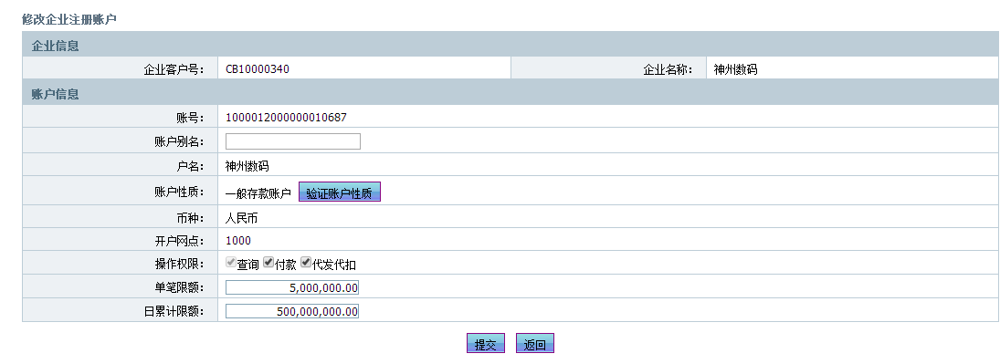 修改企业注册账户
企业信息
企业客户号： CB10000340 企业名称： 神州数码
账户信息
账号： 1000012000000010687
账户别名：
户名： 神州数码
账户性质： 一般存款账户 验证账户性质
币种： 人民币
开户网点： 1000
操作权限： 查询 付款 代发代扣
单笔限额： 5,000,000.00
日累计限额： 500,000,000.00
提交 返回